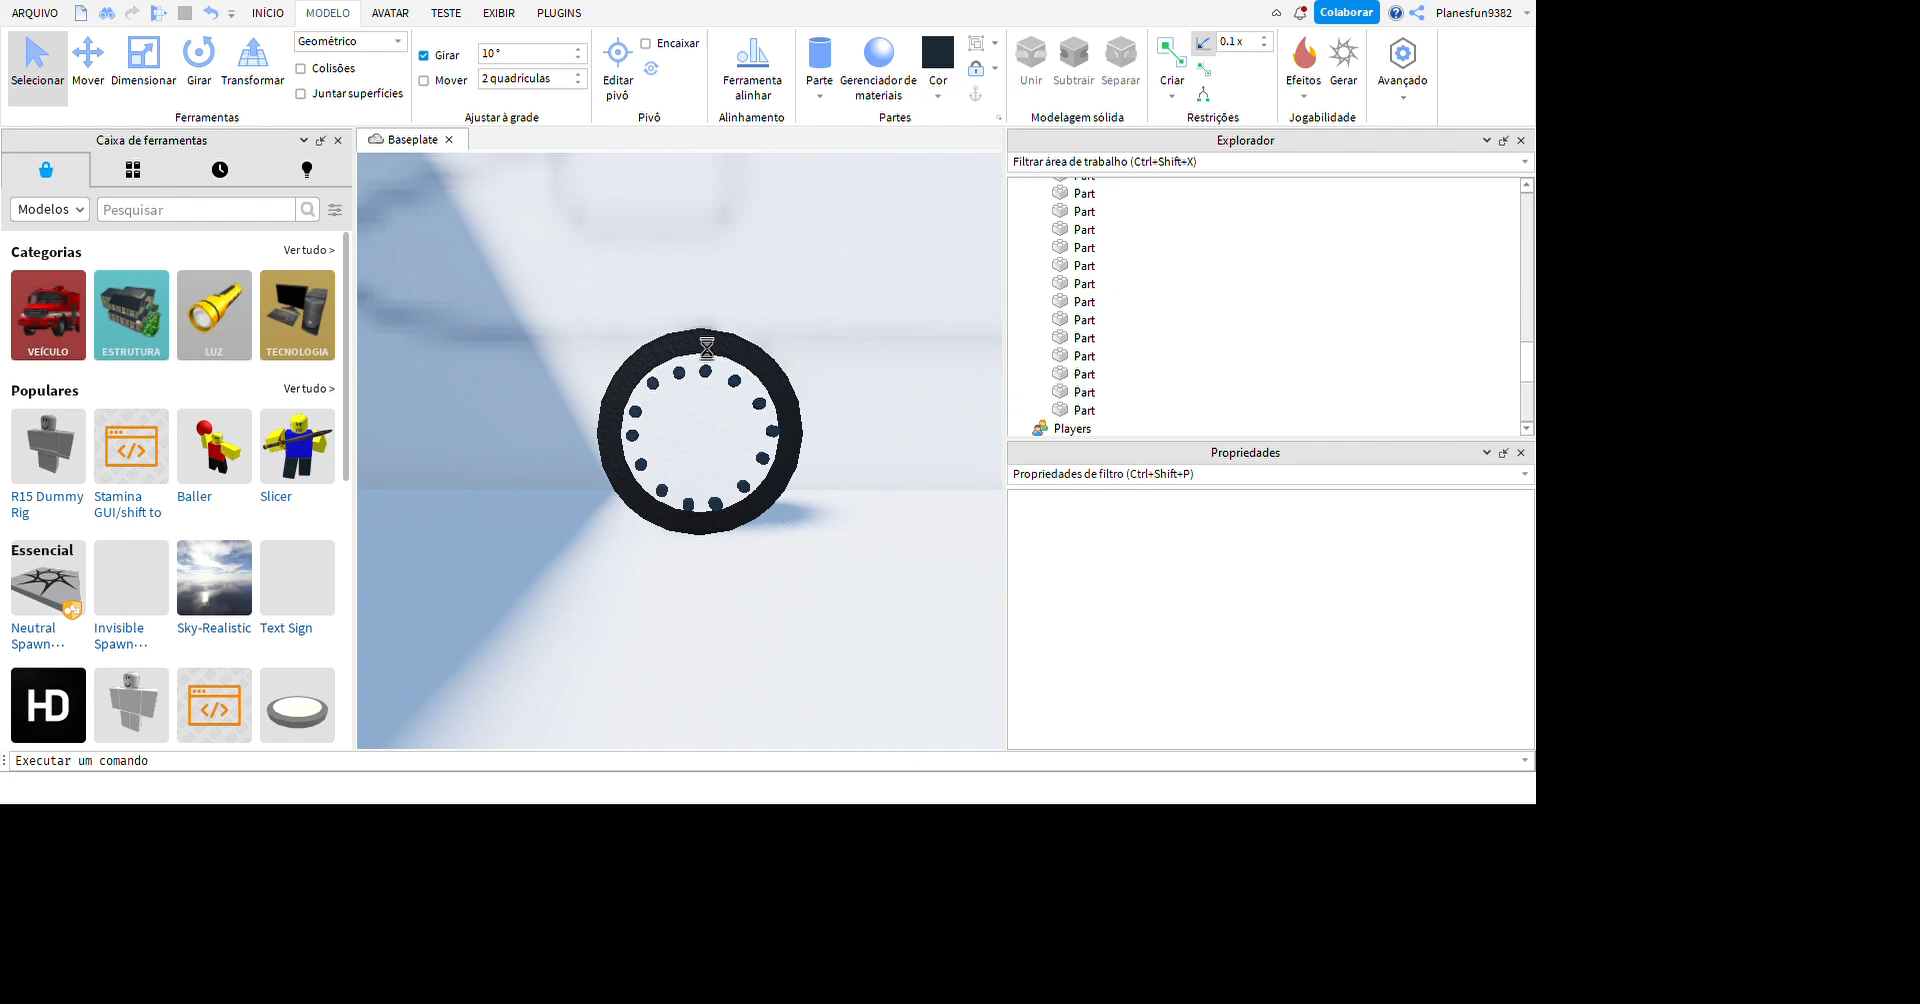 ARQUIVO INÍCIO MODELO AVATAR TESTE EXIBIR PLUGINS Colaborar Planesfun9382
Selecionar Mover Dimensionar Girar Transformar
Geométrico
Colisões
Juntar superfícies
Ferramentas
Girar 10 °
Mover 2 quadrículas
Ajustar à grade
Editar pivô
Encaixar
Pivô
Ferramenta alinhar
Alinhamento
Parte
Gerenciador de materiais
Cor
Partes
Unir Subtrair Separar
Modelagem sólida
Criar
0.1 x
Restrições
Efeitos Gerar
Jogabilidade
Avançado
Caixa de ferramentas
Modelos Pesquisar
Categorias Ver tudo >
VEÍCULO ESTRUTURA LUZ TECNOLOGIA
Populares Ver tudo >
R15 Dummy Rig
Stamina GUI/shift to
Baller
Slicer
Essencial
Neutral Spawn...
Invisible Spawn...
Sky-Realistic
Text Sign
HD
Baseplate
Explorador
Filtrar área de trabalho (Ctrl+Shift+X)
Part
Part
Part
Part
Part
Part
Part
Part
Part
Part
Part
Part
Part
Part
Players
Propriedades
Propriedades de filtro (Ctrl+Shift+P)
Executar um comando